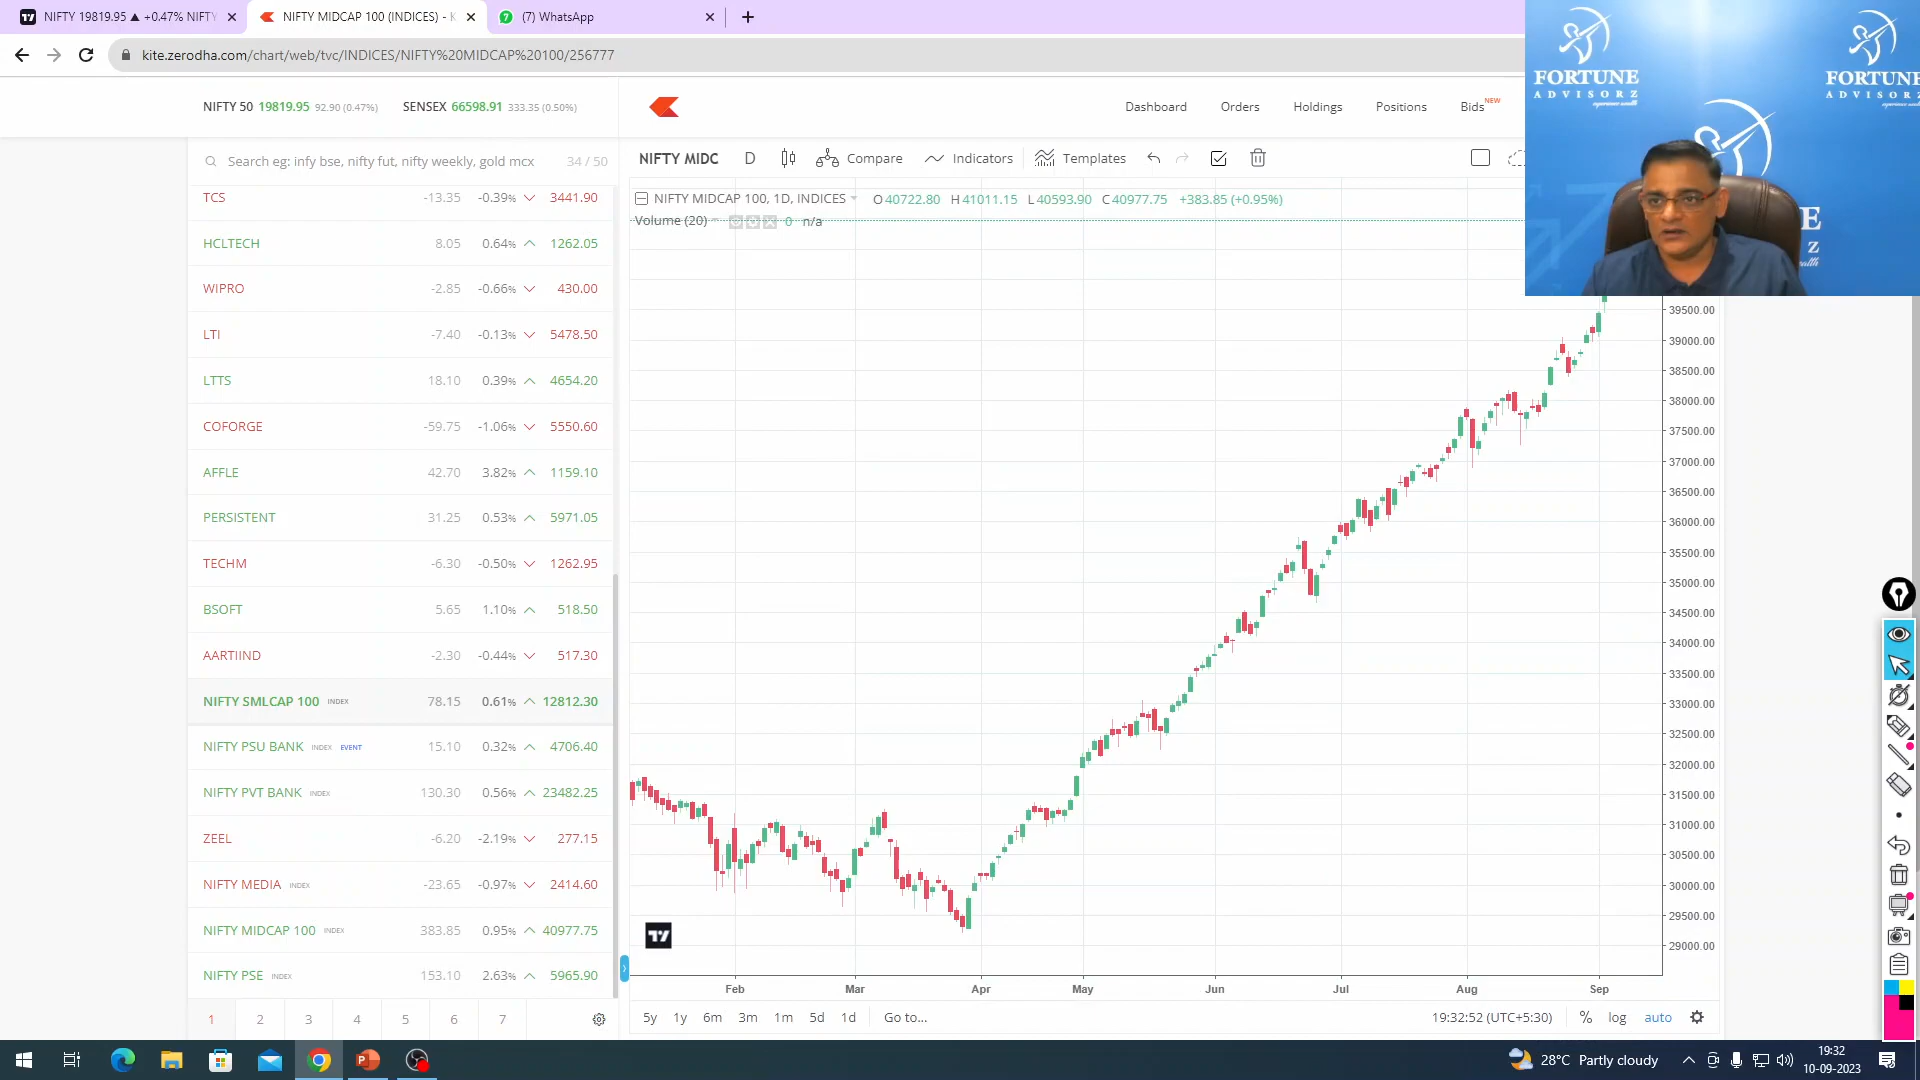 NIFTY 19819.95 ▲ +0.47% NIFTY
NIFTY MIDCAP 100 (INDICES) - K
(7) WhatsApp
kite.zerodha.com/chart/web/tvc/INDICES/NIFTY%20MIDCAP%20100/256777
FORTUNE
ADVISORZ
FORTUNE
ADVISORZ
NIFTY 50 19819.95 92.90 (0.47%) SENSEX 66598.91 333.35 (0.50%)
Dashboard Orders Holdings Positions Bids NEW
Search eg: infy bse, nifty fut, nifty weekly, gold mcx 34 / 50
NIFTY MIDC D Compare Indicators Templates
NIFTY MIDCAP 100, 1D, INDICES O40722.80 H41011.15 L40593.90 C40977.75 +383.85 (+0.95%)
Volume (20) 0 n/a
TCS -13.35 -0.39% 3441.90
HCLTECH 8.05 0.64% 1262.05
WIPRO -2.85 -0.66% 430.00
LTI -7.40 -0.13% 5478.50
LTTS 18.10 0.39% 4654.20
COFORGE -59.75 -1.06% 5550.60
AFFLE 42.70 3.82% 1159.10
PERSISTENT 31.25 0.53% 5971.05
TECHM -6.30 -0.50% 1262.95
BSOFT 5.65 1.10% 518.50
AARTIIND -2.30 -0.44% 517.30
NIFTY SMLCAP 100 INDEX 78.15 0.61% 12812.30
NIFTY PSU BANK INDEX EVENT 15.10 0.32% 4706.40
NIFTY PVT BANK INDEX 130.30 0.56% 23482.25
ZEEL -6.20 -2.19% 277.15
NIFTY MEDIA INDEX -23.65 -0.97% 2414.60
NIFTY MIDCAP 100 INDEX 383.85 0.95% 40977.75
NIFTY PSE INDEX 153.10 2.63% 5965.90
1 2 3 4 5 6 7
39500.00
39000.00
38500.00
38000.00
37500.00
37000.00
36500.00
36000.00
35500.00
35000.00
34500.00
34000.00
33500.00
33000.00
32500.00
32000.00
31500.00
31000.00
30500.00
30000.00
29500.00
29000.00
Feb Mar Apr May Jun Jul Aug Sep
5y 1y 6m 3m 1m 5d 1d Go to... 19:32:52 (UTC+5:30) % log auto
28°C Partly cloudy
19:32
10-09-2023